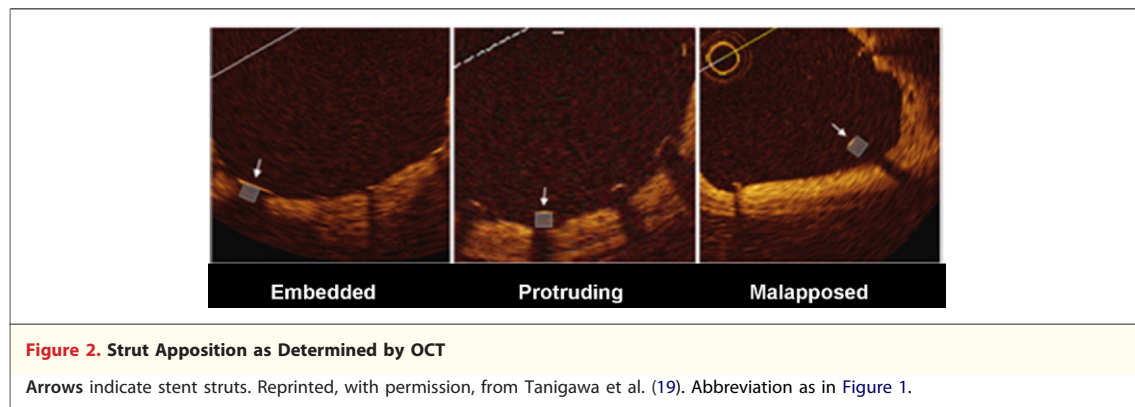 Embedded
Protruding
Malapposed
Figure 2. Strut Apposition as Determined by OCT
Arrows indicate stent struts. Reprinted, with permission, from Tanigawa et al. (19). Abbreviation as in Figure 1.